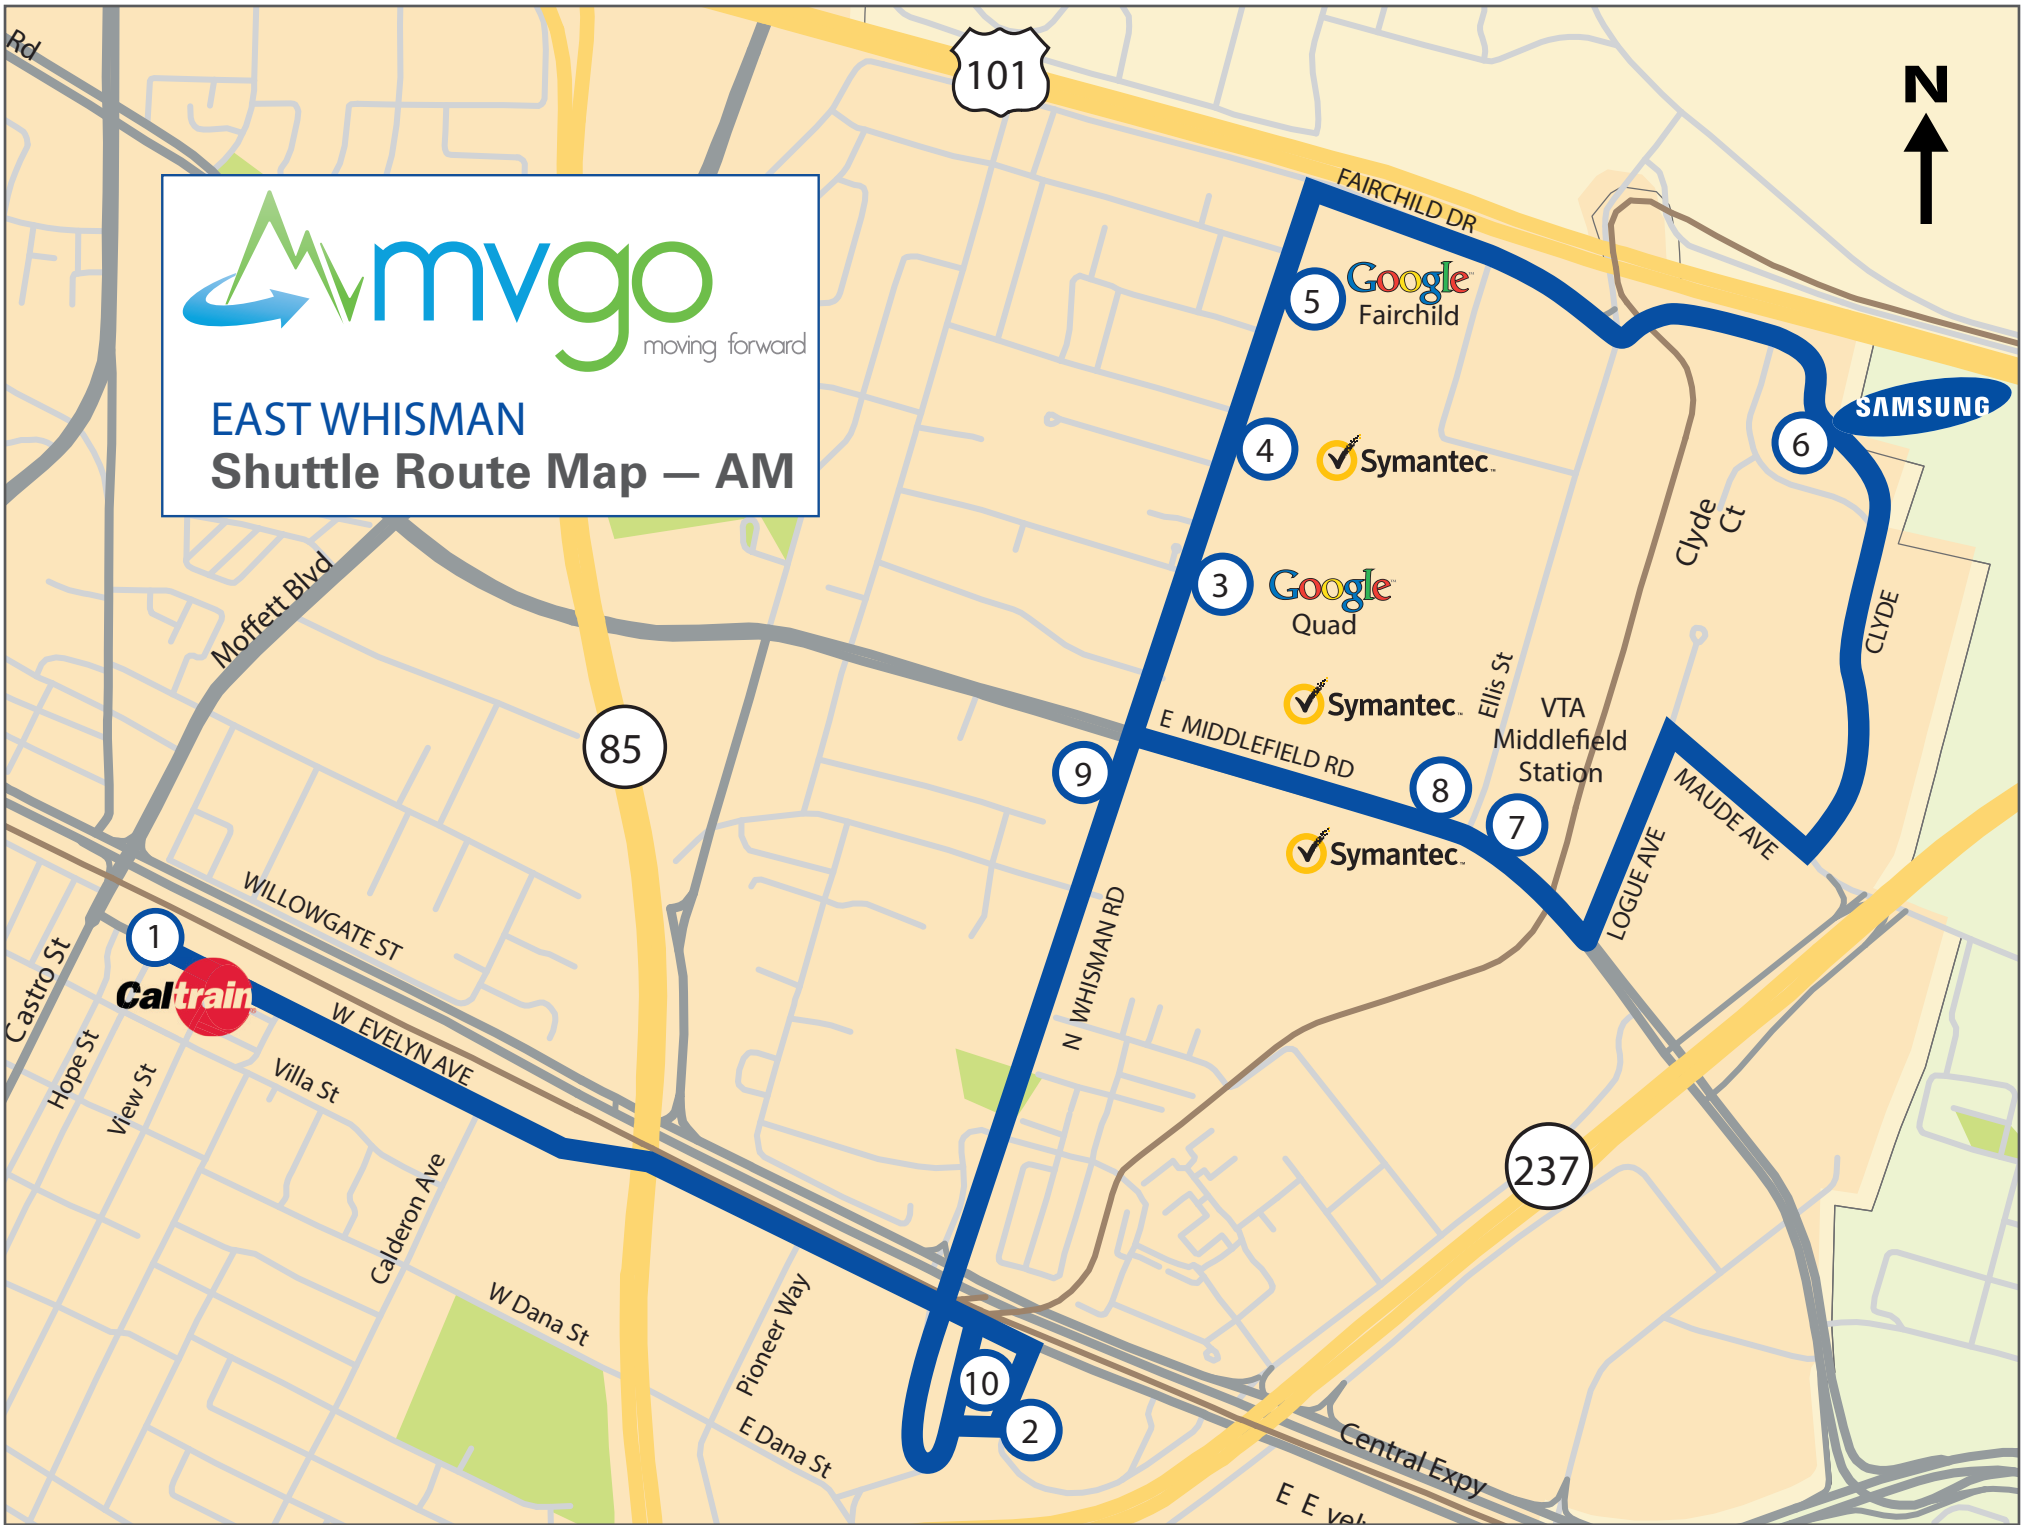 Rd
101
N
FAIRCHILD DR
mvgo
moving forward
EAST WHISMAN
Shuttle Route Map — AM
5
Google
Fairchild
SAMSUNG
6
4
Symantec
Clyde
Ct
3
Google
Quad
Moffett Blvd
CLYDE
Ellis St
Symantec
VTA
Middlefield
Station
E MIDDLEFIELD RD
85
9
8
7
MAUDE AVE
LOGUE AVE
Symantec
WILLOWGATE ST
N WHISMAN RD
1
Caltrain
Castro St
W EVELYN AVE
Hope St
View St
Villa St
Calderon Ave
237
W Dana St
Pioneer Way
10
2
E Dana St
Central Expy
E Evel